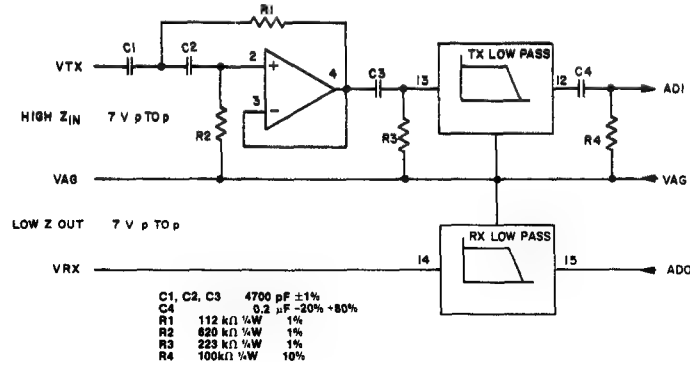 R1
C1
C2
VTX
2
+
4
C3
13
TX LOW PASS
12
C4
ADI
HIGH ZIN 7 V p TO p
3
−
R2
R3
R4
VAG
VAG
LOW Z OUT 7 V p TO p
RX LOW PASS
VRX
14
15
ADO
C1, C2, C3 4700 pF ±1%
C4 0.2 μF -20% +80%
R1 112 kΩ ¼W 1%
R2 620 kΩ ¼W 1%
R3 223 kΩ ¼W 1%
R4 100kΩ ¼W 10%